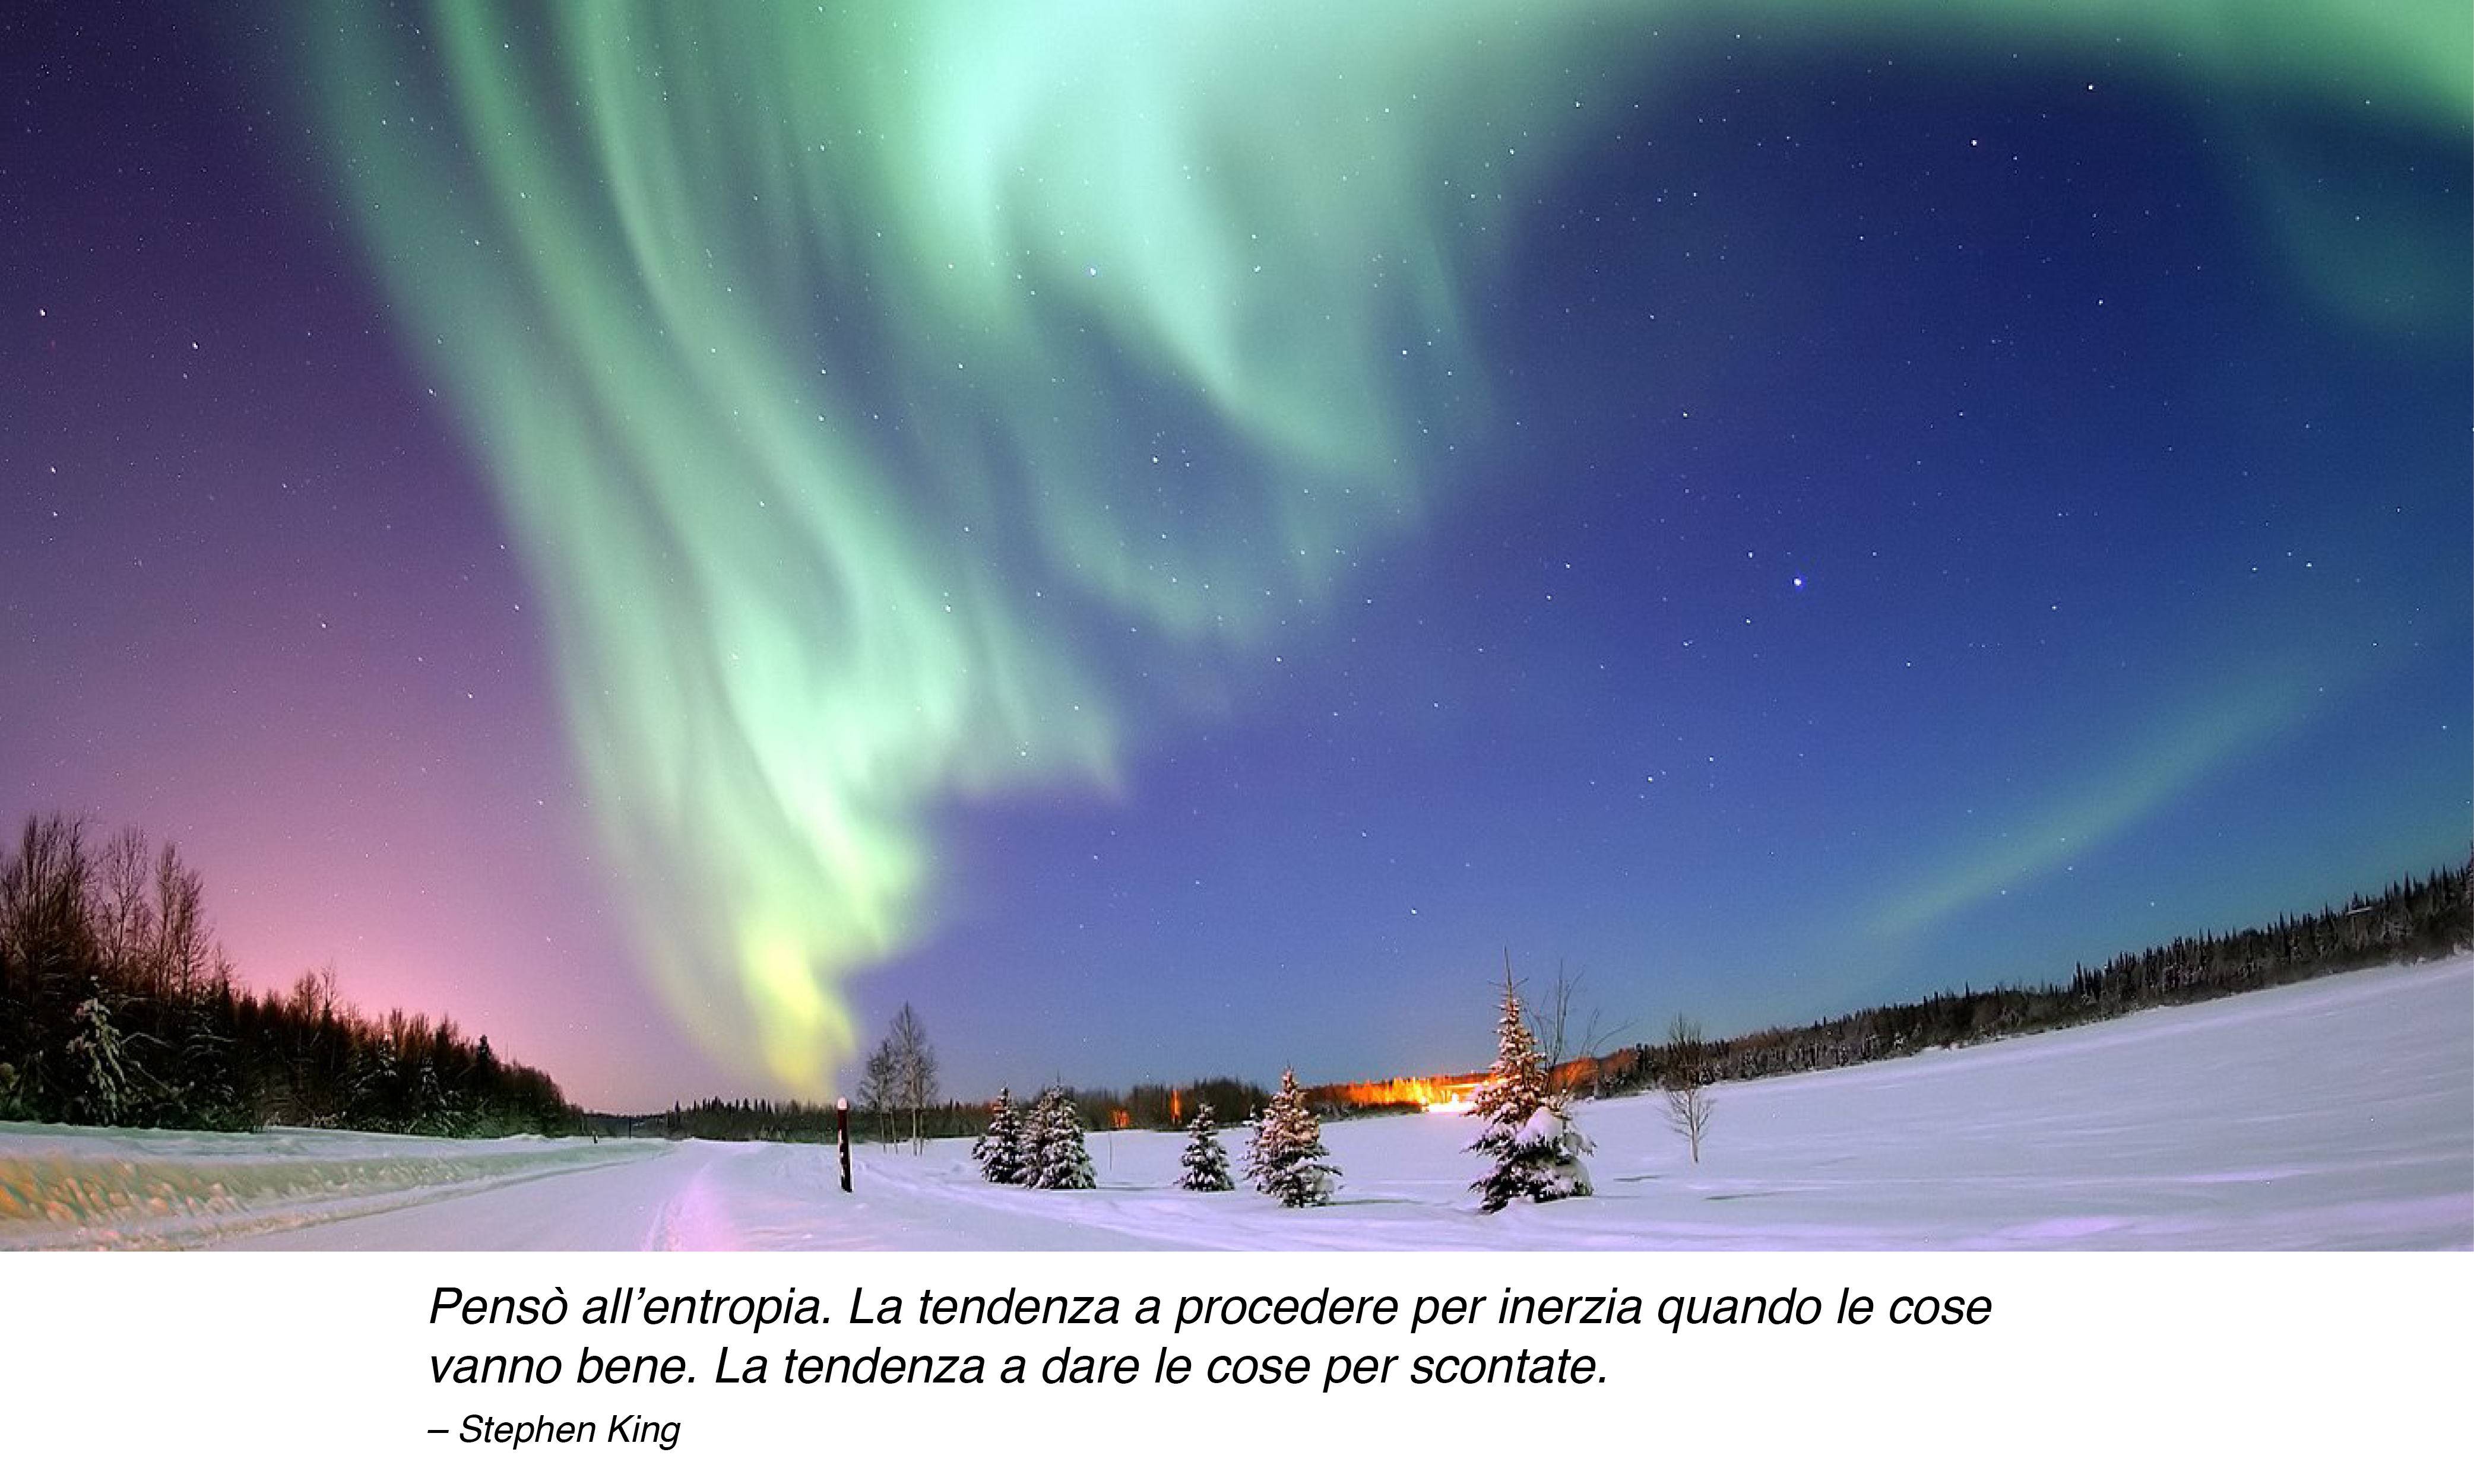 Pensò all’entropia. La tendenza a procedere per inerzia quando le cose
vanno bene. La tendenza a dare le cose per scontate.
– Stephen King